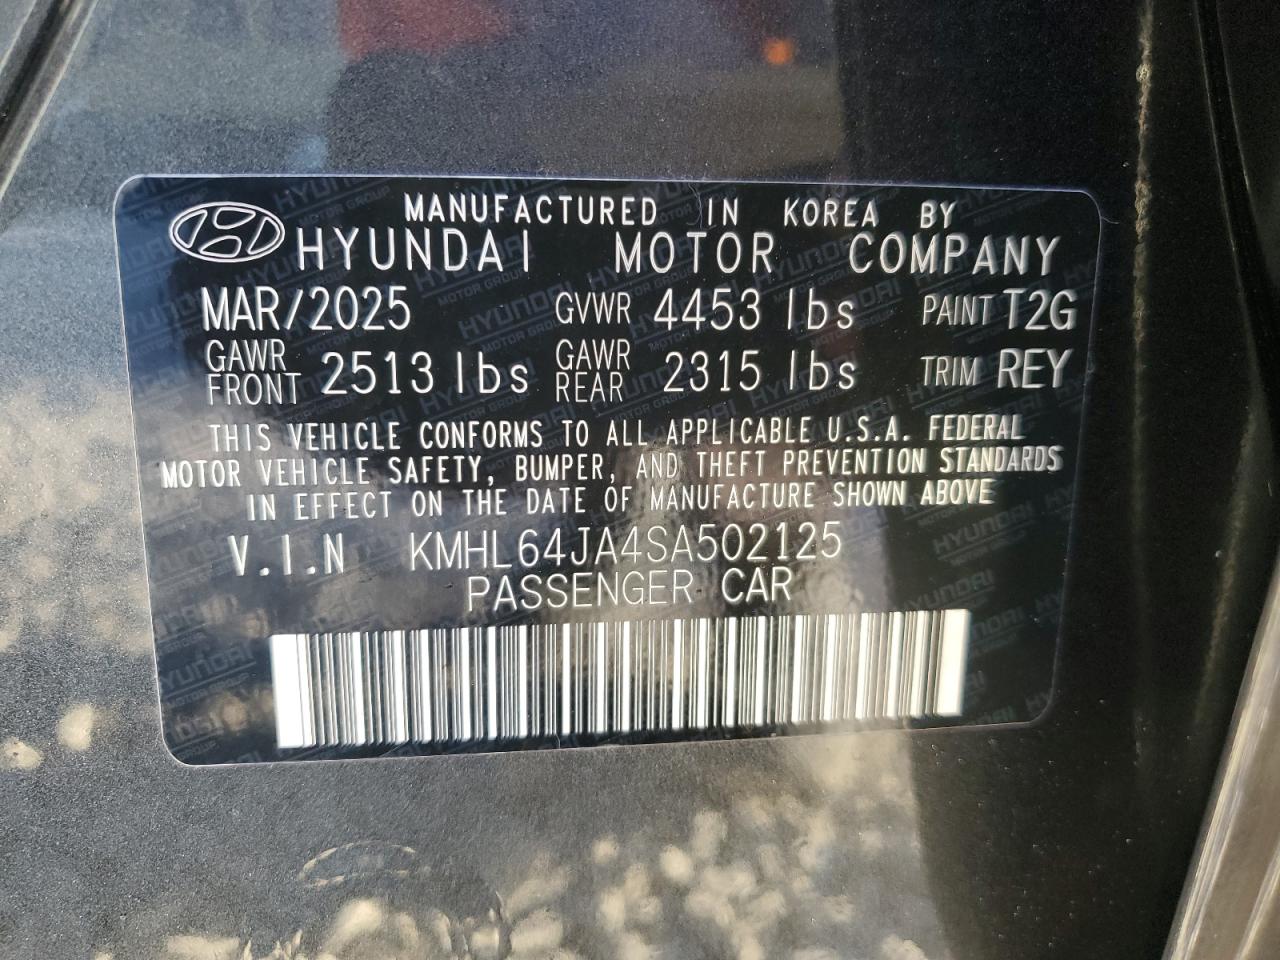 MANUFACTURED IN KOREA BY
HYUNDAI MOTOR COMPANY
MAR/2025 GVWR 4453 lbs PAINT T2G
GAWR FRONT 2513 lbs GAWR REAR 2315 lbs TRIM REY
THIS VEHICLE CONFORMS TO ALL APPLICABLE U.S.A. FEDERAL
MOTOR VEHICLE SAFETY, BUMPER, AND THEFT PREVENTION STANDARDS
IN EFFECT ON THE DATE OF MANUFACTURE SHOWN ABOVE
V.I.N KMHL64JA4SA502125
PASSENGER CAR